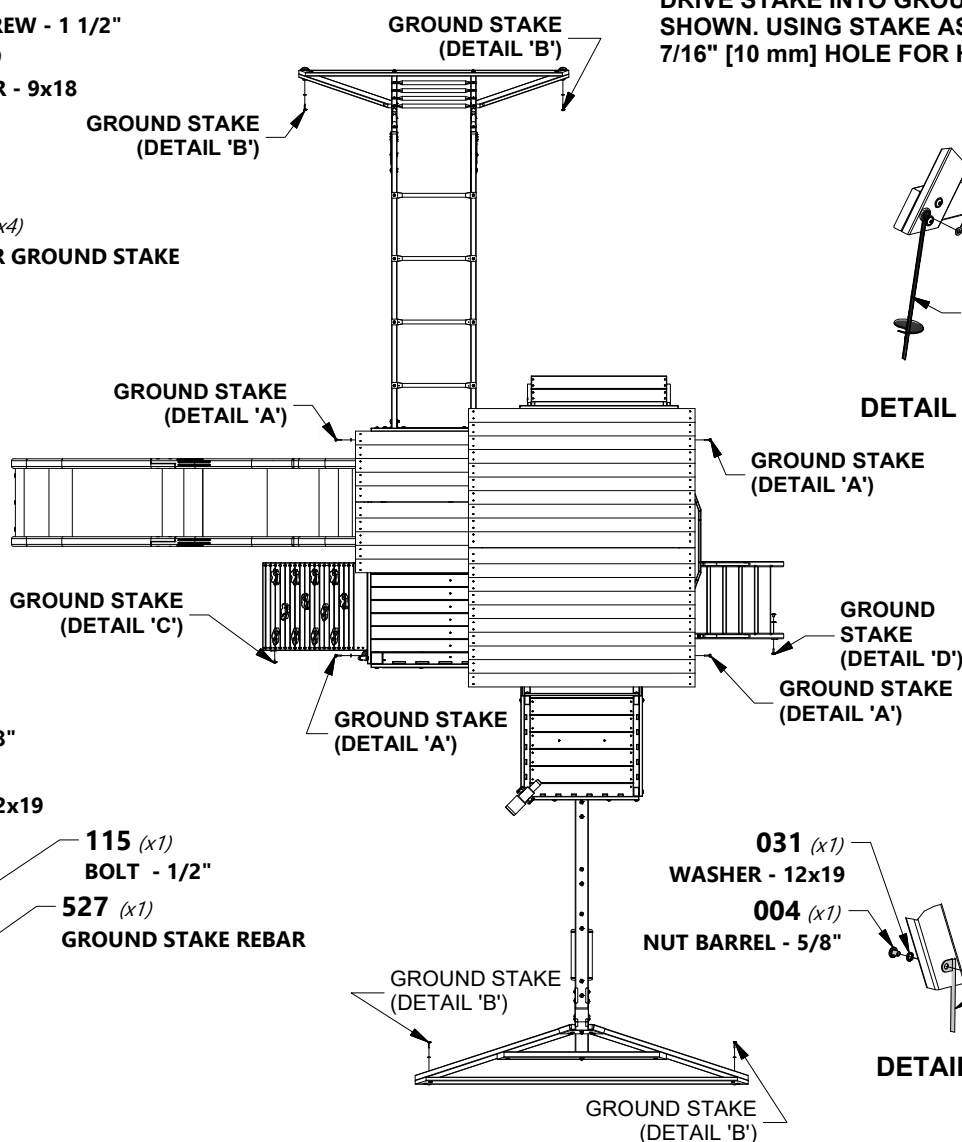 REW - 1 1/2"
R - 9x18
x4)
R GROUND STAKE
GROUND STAKE
(DETAIL 'B')
GROUND STAKE
(DETAIL 'B')
DRIVE STAKE INTO GROU
SHOWN. USING STAKE AS
7/16" [10 mm] HOLE FOR H
DETAIL
GROUND STAKE
(DETAIL 'A')
GROUND STAKE
(DETAIL 'A')
GROUND STAKE
(DETAIL 'C')
GROUND
STAKE
(DETAIL 'D')
GROUND STAKE
(DETAIL 'A')
GROUND STAKE
(DETAIL 'A')
2x19
115 (x1)
BOLT - 1/2"
527 (x1)
GROUND STAKE REBAR
031 (x1)
WASHER - 12x19
004 (x1)
NUT BARREL - 5/8"
GROUND STAKE
(DETAIL 'B')
GROUND STAKE
(DETAIL 'B')
DETAIL